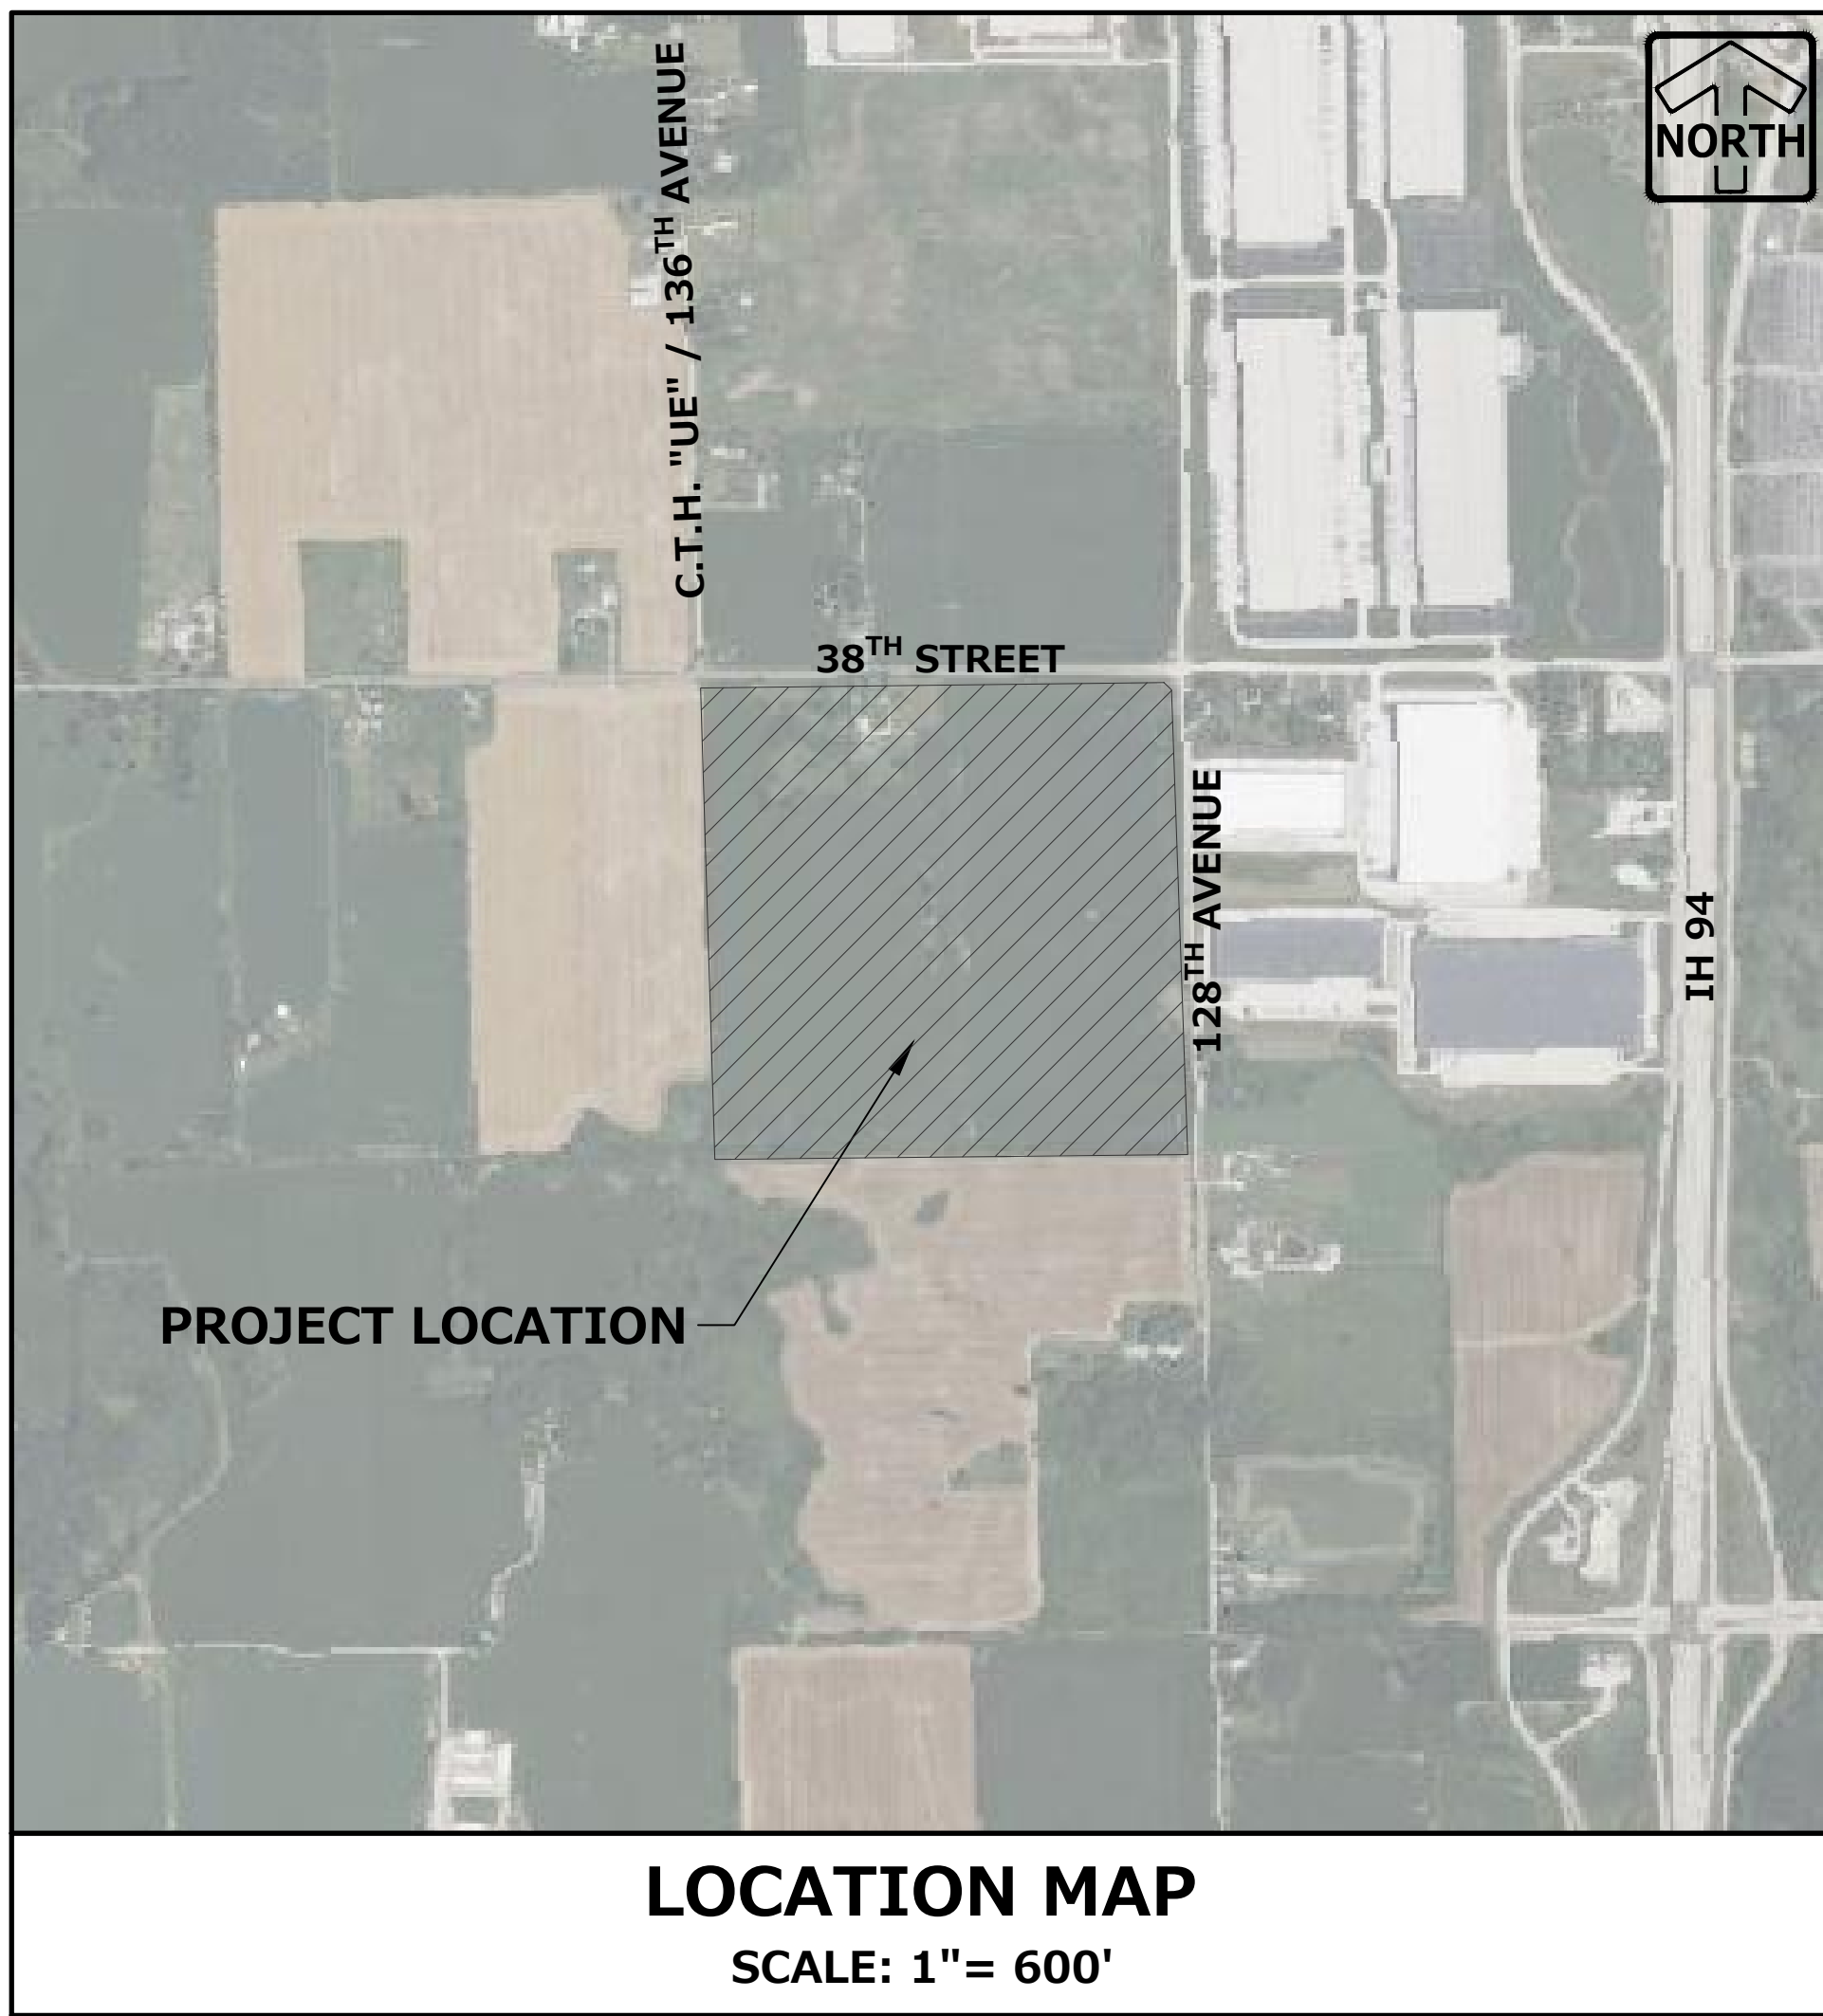 NORTH
C.T.H. "UE" / 136TH AVENUE
38TH STREET
128TH AVENUE
IH 94
PROJECT LOCATION
LOCATION MAP
SCALE: 1"= 600'